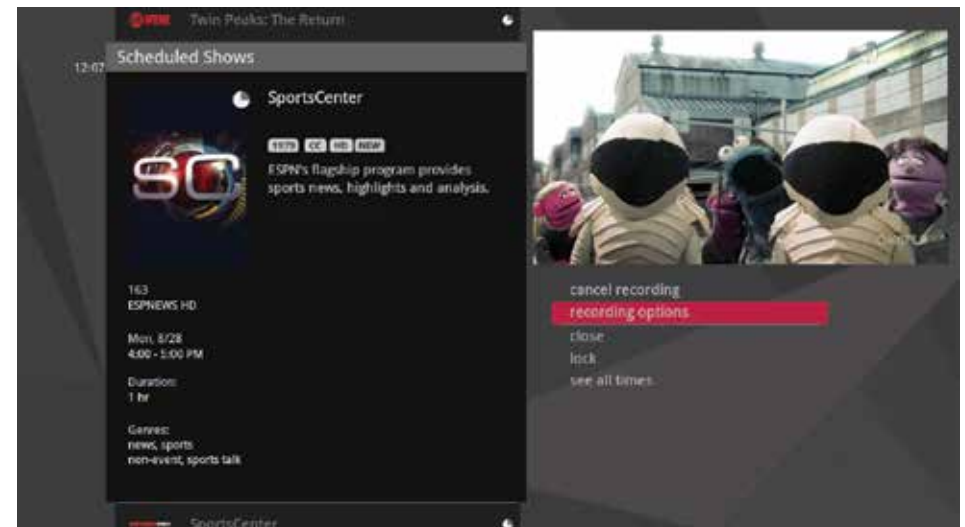 SHOWTIME Twin Peaks: The Return
12:07
Scheduled Shows
SportsCenter
1979 CC HD NEW
ESPN's flagship program provides
sports news, highlights and analysis.
SC
163
ESPNEWS HD
Mon, 8/28
4:00 - 5:00 PM
Duration:
1 hr
Genres:
news, sports
non-event, sports talk
cancel recording
recording options
close
lock
see all times
SportsCenter